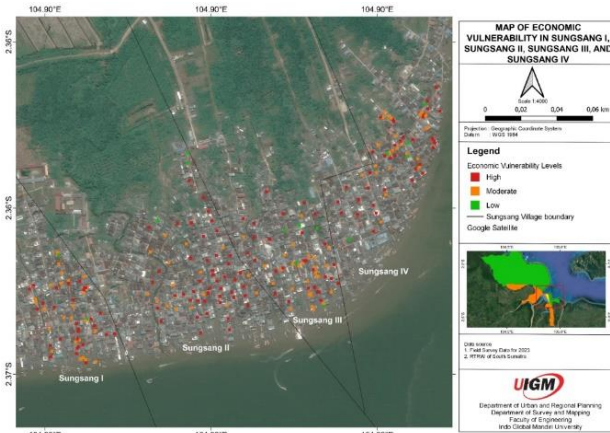 104.90°E
104.90°E
104.90°E
2.36°S
2.36°S
2.37°S
Sungsang I
Sungsang II
Sungsang III
Sungsang IV
MAP OF ECONOMIC
VULNERABILITY IN SUNGSANG I,
SUNGSANG II, SUNGSANG III, AND
SUNGSANG IV
Scale 1:4000
0 0,02 0,04 0,06 km
Projection : Geographic Coordinate System
Datum : WGS 1984
Legend
Economic Vulnerability Levels
High
Moderate
Low
Sungsang Village boundary
Google Satellite
Data source
1. Field Survey Data for 2023
2. RTRW of South Sumatra
UIGM
Department of Urban and Regional Planning
Department of Survey and Mapping
Faculty of Engineering
Indo Global Mandiri University